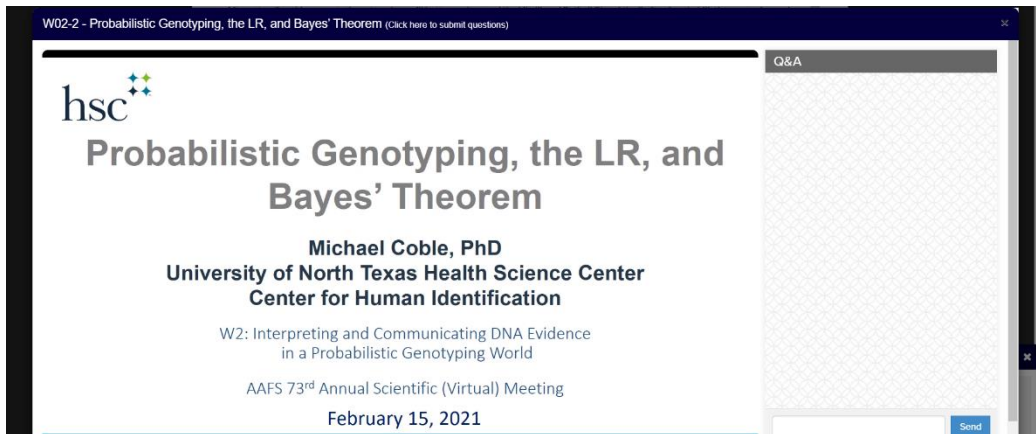 W02-2 - Probabilistic Genotyping, the LR, and Bayes' Theorem (Click here to submit questions)
×
Q&A
hsc
Probabilistic Genotyping, the LR, and
Bayes' Theorem
Michael Coble, PhD
University of North Texas Health Science Center
Center for Human Identification
W2: Interpreting and Communicating DNA Evidence
in a Probabilistic Genotyping World
AAFS 73rd Annual Scientific (Virtual) Meeting
February 15, 2021
×
Send